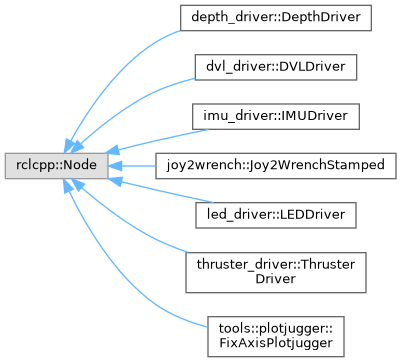 depth_driver::DepthDriver
dvl_driver::DVLDriver
imu_driver::IMUDriver
rclcpp::Node
joy2wrench::Joy2WrenchStamped
led_driver::LEDDriver
thruster_driver::Thruster
Driver
tools::plotjugger::
FixAxisPlotjugger